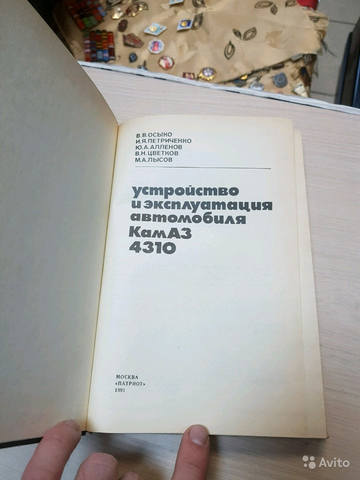 В. В. ОСЫКО
И. Я. ПЕТРИЧЕНКО
Ю. А. АЛЛЕНОВ
В. Н. ЦВЕТКОВ
М. А. ЛЫСОВ
устройство
и эксплуатация
автомобиля
КамАЗ
4310
МОСКВА
«ПАТРИОТ»
1991
Avito